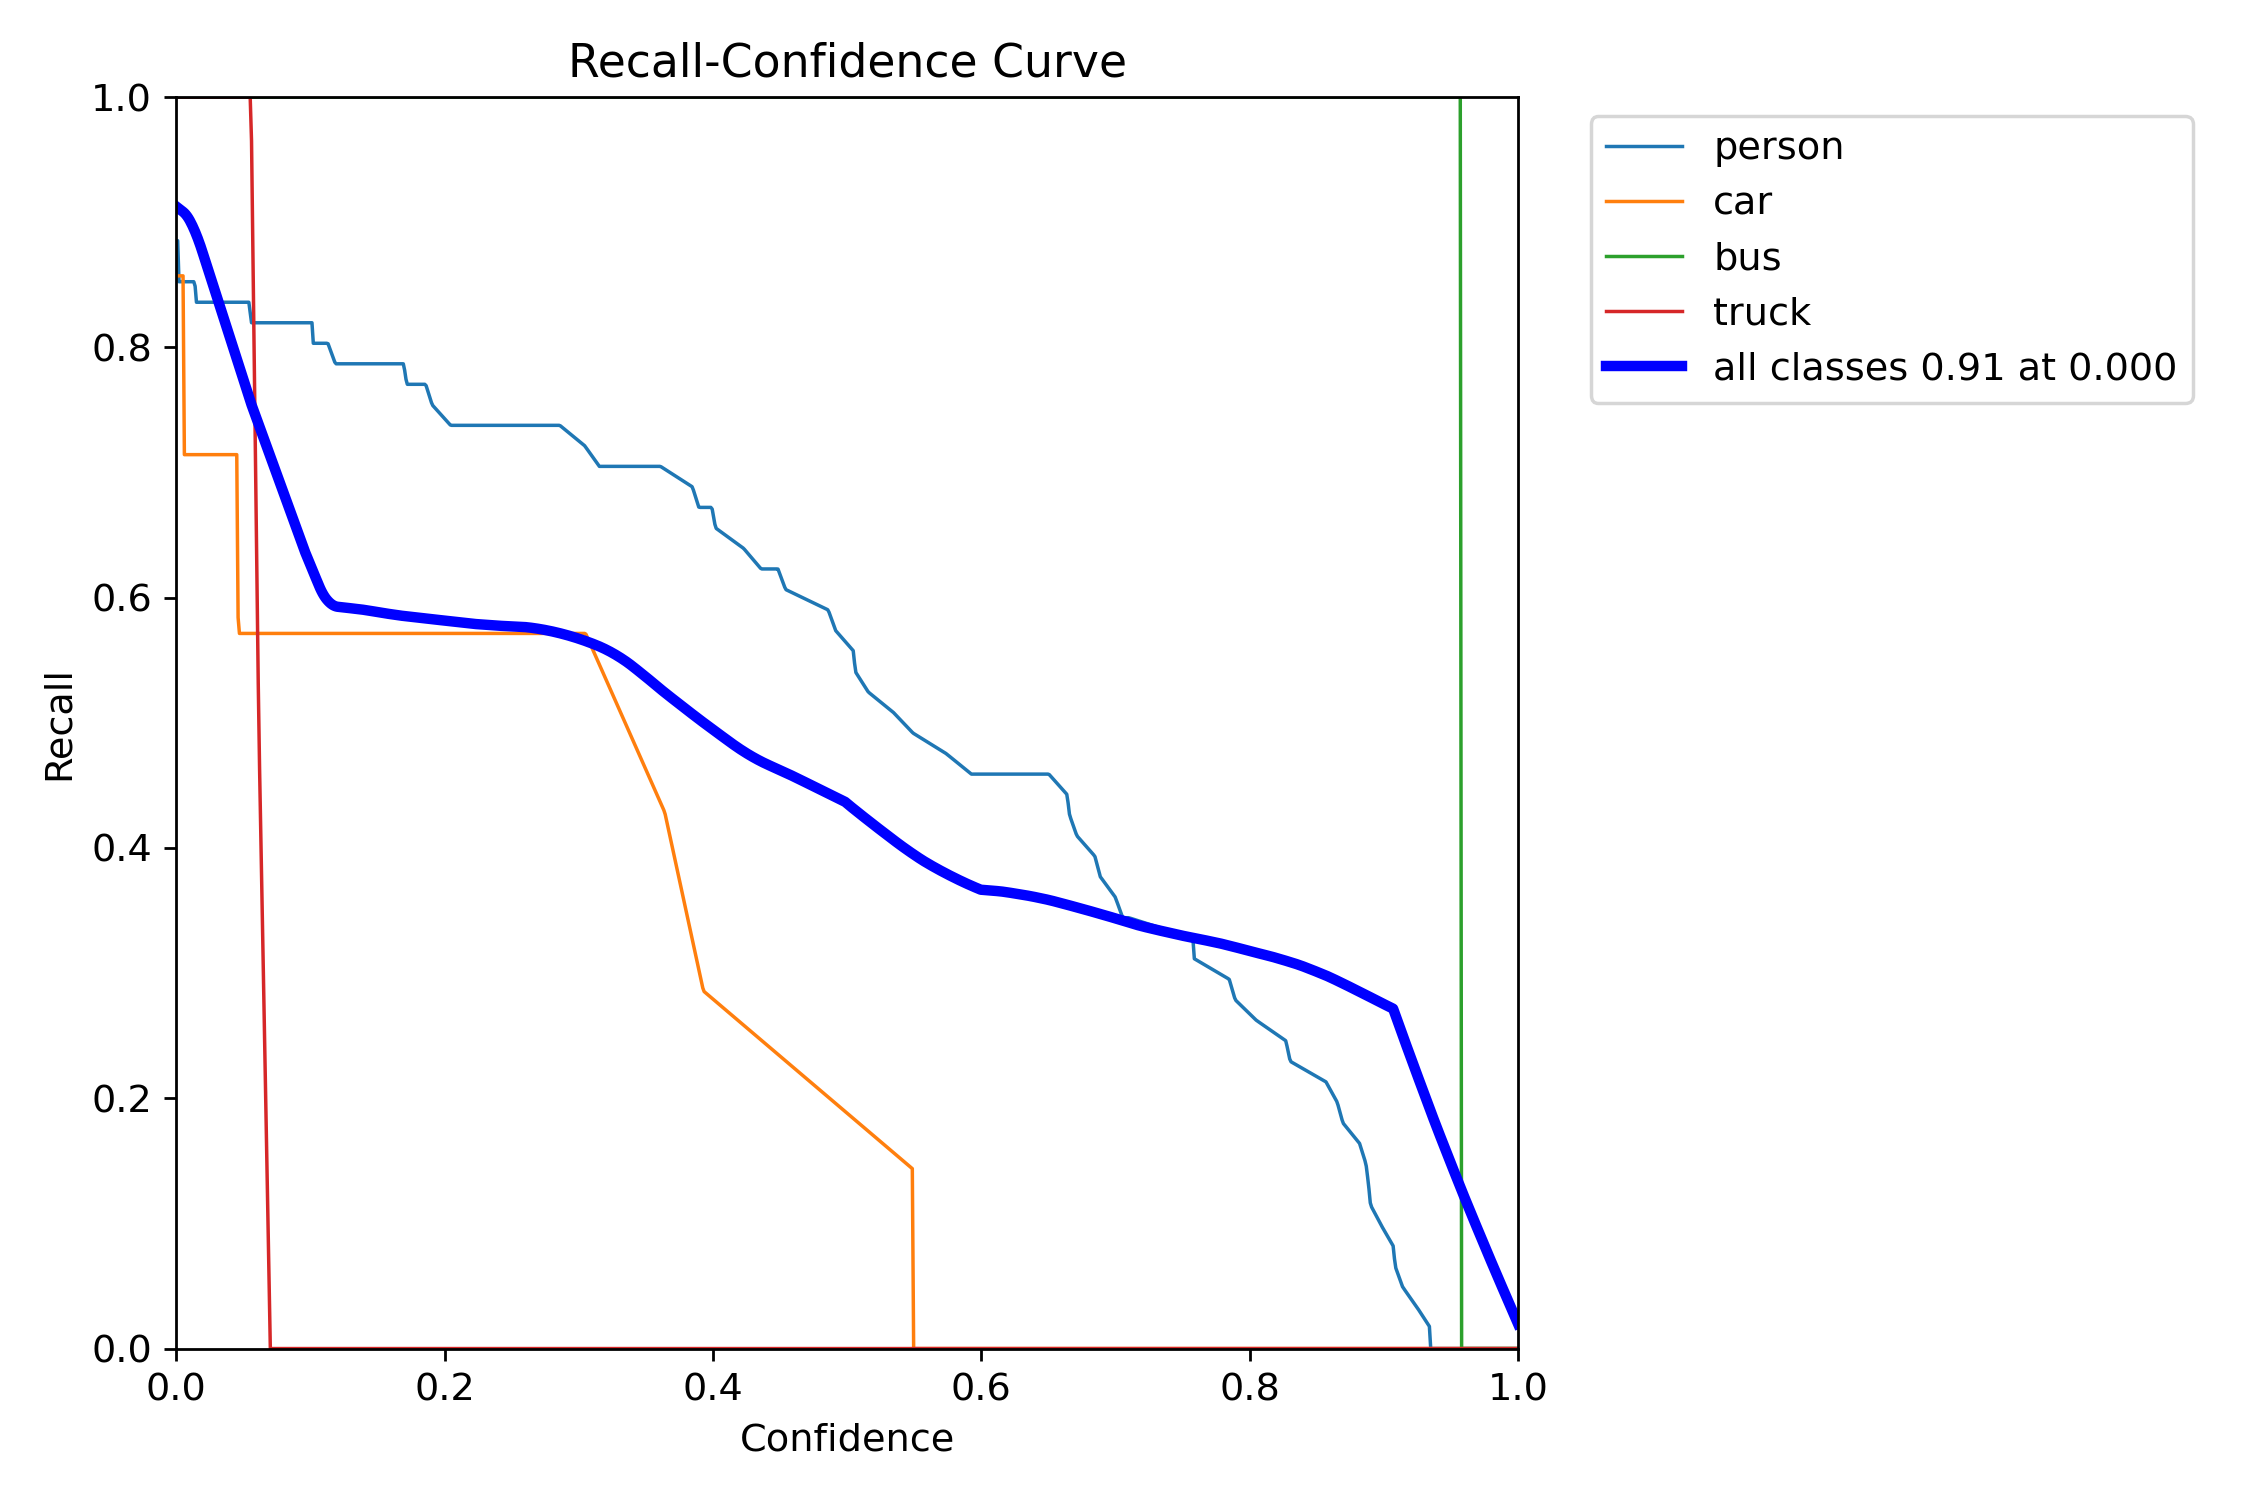 Recall-Confidence Curve
1.0
0.8
0.6
0.4
0.2
0.0
Recall
0.0 0.2 0.4 0.6 0.8 1.0
Confidence
person
car
bus
truck
all classes 0.91 at 0.000